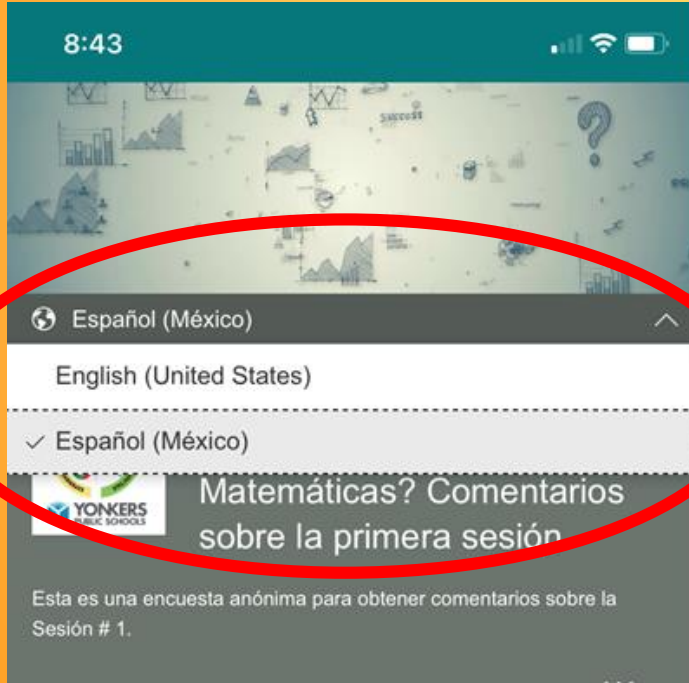 8:43
Success
Español (México)
English (United States)
Español (México)
YONKERS
PUBLIC SCHOOLS
Matemáticas? Comentarios
sobre la primera sesión
Esta es una encuesta anónima para obtener comentarios sobre la
Sesión # 1.